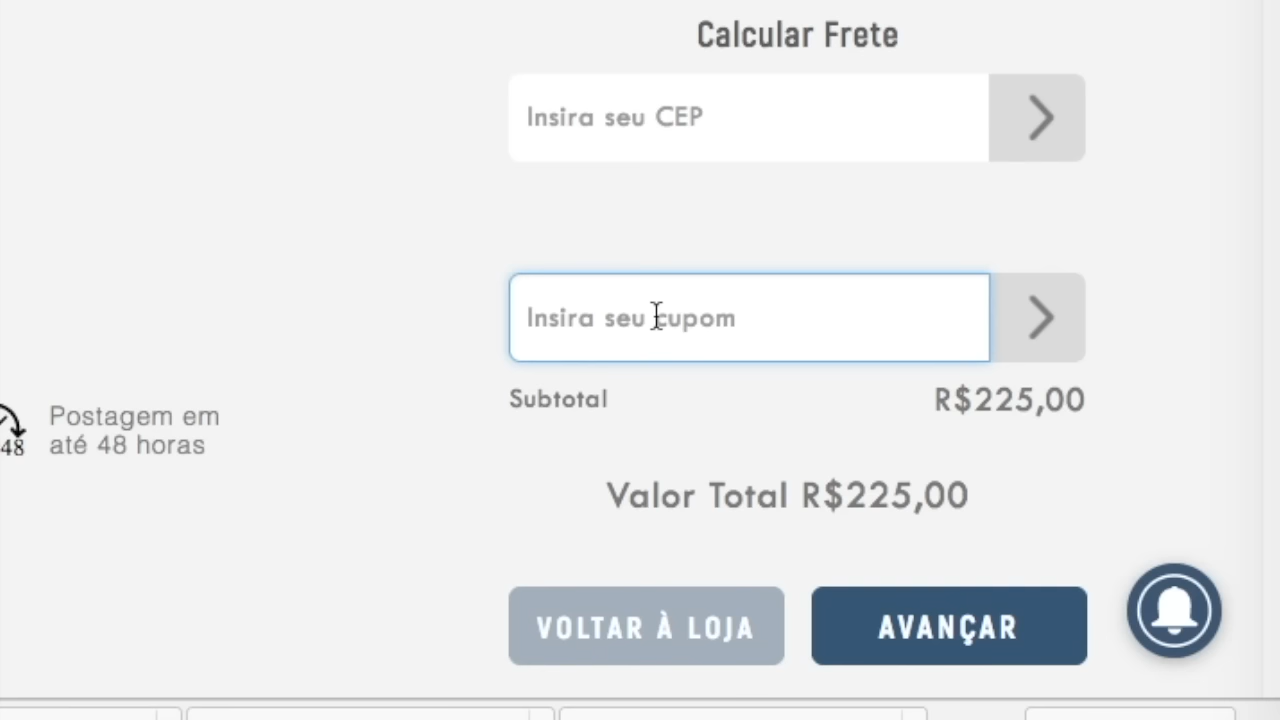 Calcular Frete
Insira seu CEP
Insira seu cupom
Subtotal R$225,00
48 Postagem em
até 48 horas
Valor Total R$225,00
VOLTAR À LOJA AVANÇAR